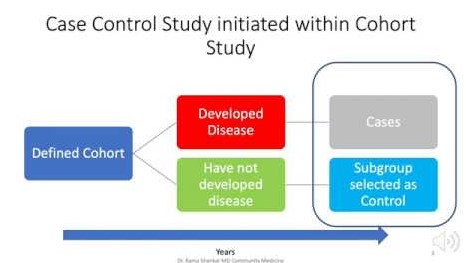 Case Control Study initiated within Cohort
Study
Developed
Disease
Cases
Defined Cohort
Have not
developed
disease
Subgroup
selected as
Control
Years
Dr. Rama Shankar MD Community Medicine